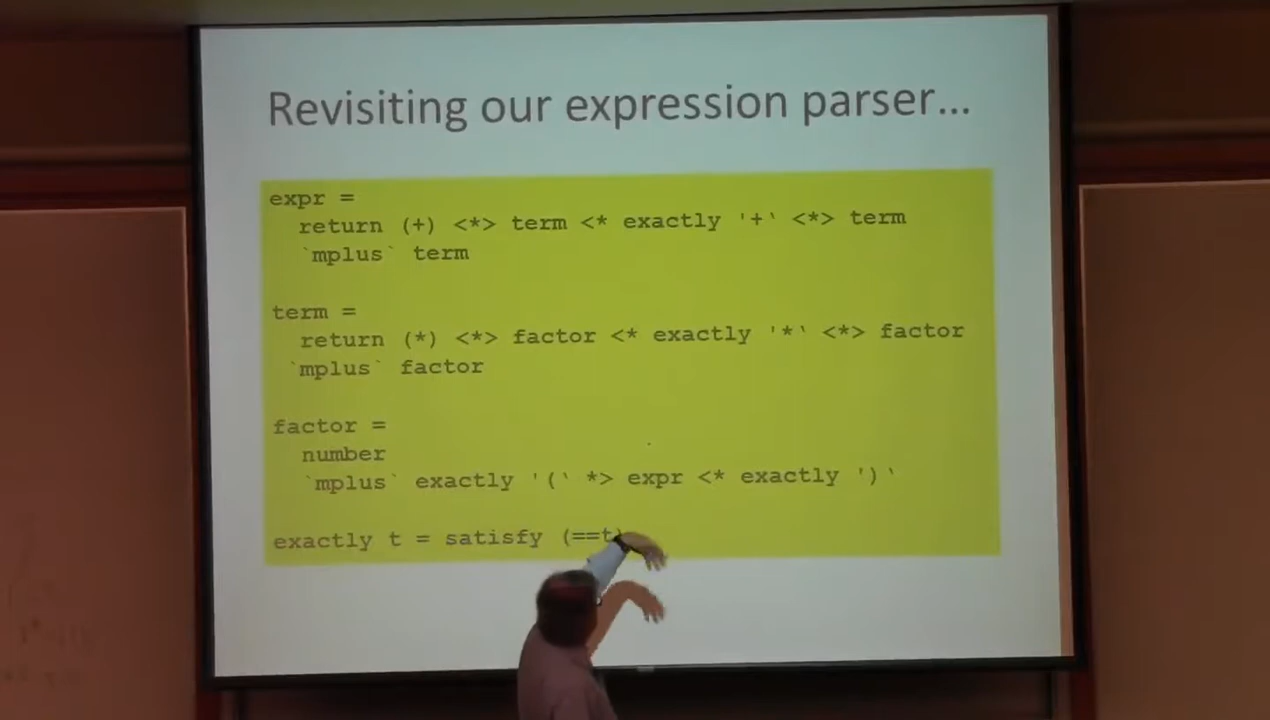 Revisiting our expression parser...
expr =
return (+) <*> term <* exactly '+‘ <*> term
`mplus` term
term =
return (*) <*> factor <* exactly '*‘ <*> factor
`mplus` factor
factor =
number
`mplus` exactly '(‘ *> expr <* exactly ')‘
exactly t = satisfy (==t)